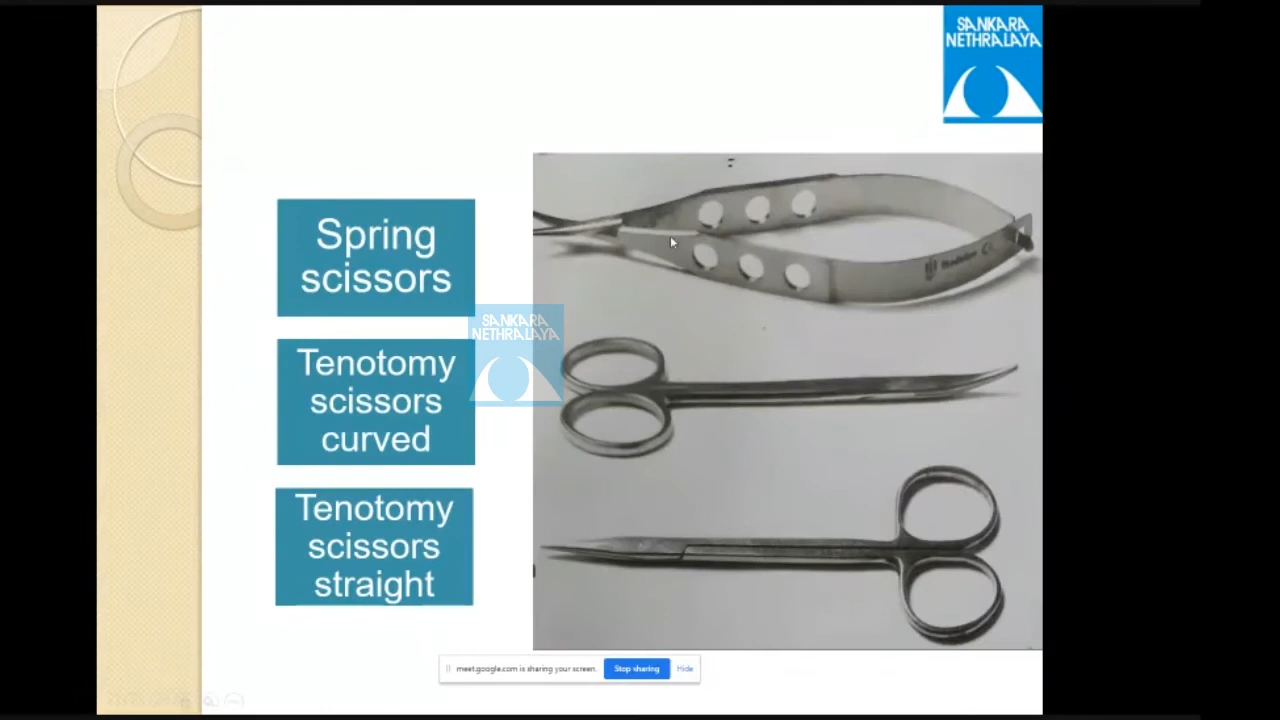 SANKARA
NETHRALAYA
Spring
scissors
SANKARA
NETHRALAYA
Tenotomy
scissors
curved
Tenotomy
scissors
straight
meet.google.com is sharing your screen.
Stop sharing
Hide